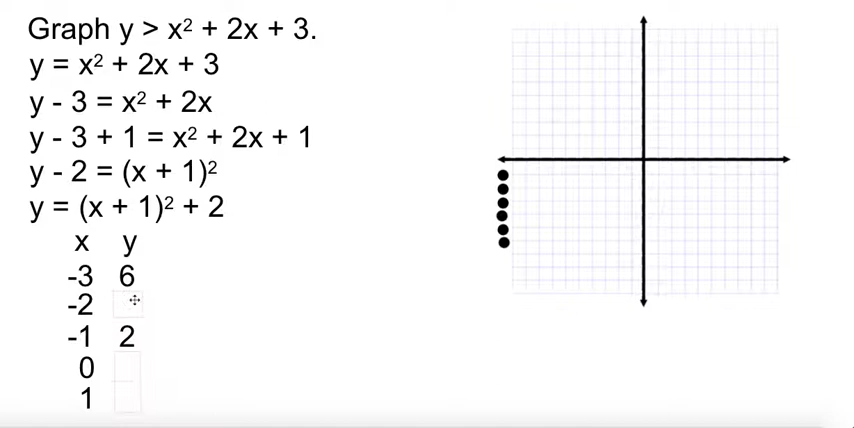 Graph y > x² + 2x + 3.
y = x² + 2x + 3
y - 3 = x² + 2x
y - 3 + 1 = x² + 2x + 1
y - 2 = (x + 1)²
y = (x + 1)² + 2
x y
-3 6
-2
-1 2
0
1